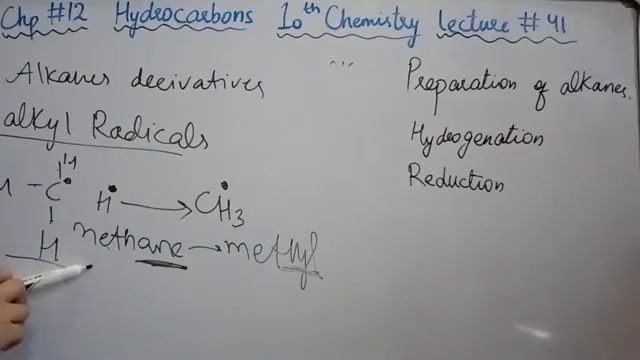 Chp #12 Hydrocarbons 10th Chemistry lecture # 41
Alkanes derivatives
alkyl Radicals
H
H - C• H• → CH3
H
methane → methyl
Preparation of alkanes.
Hydrogenation
Reduction